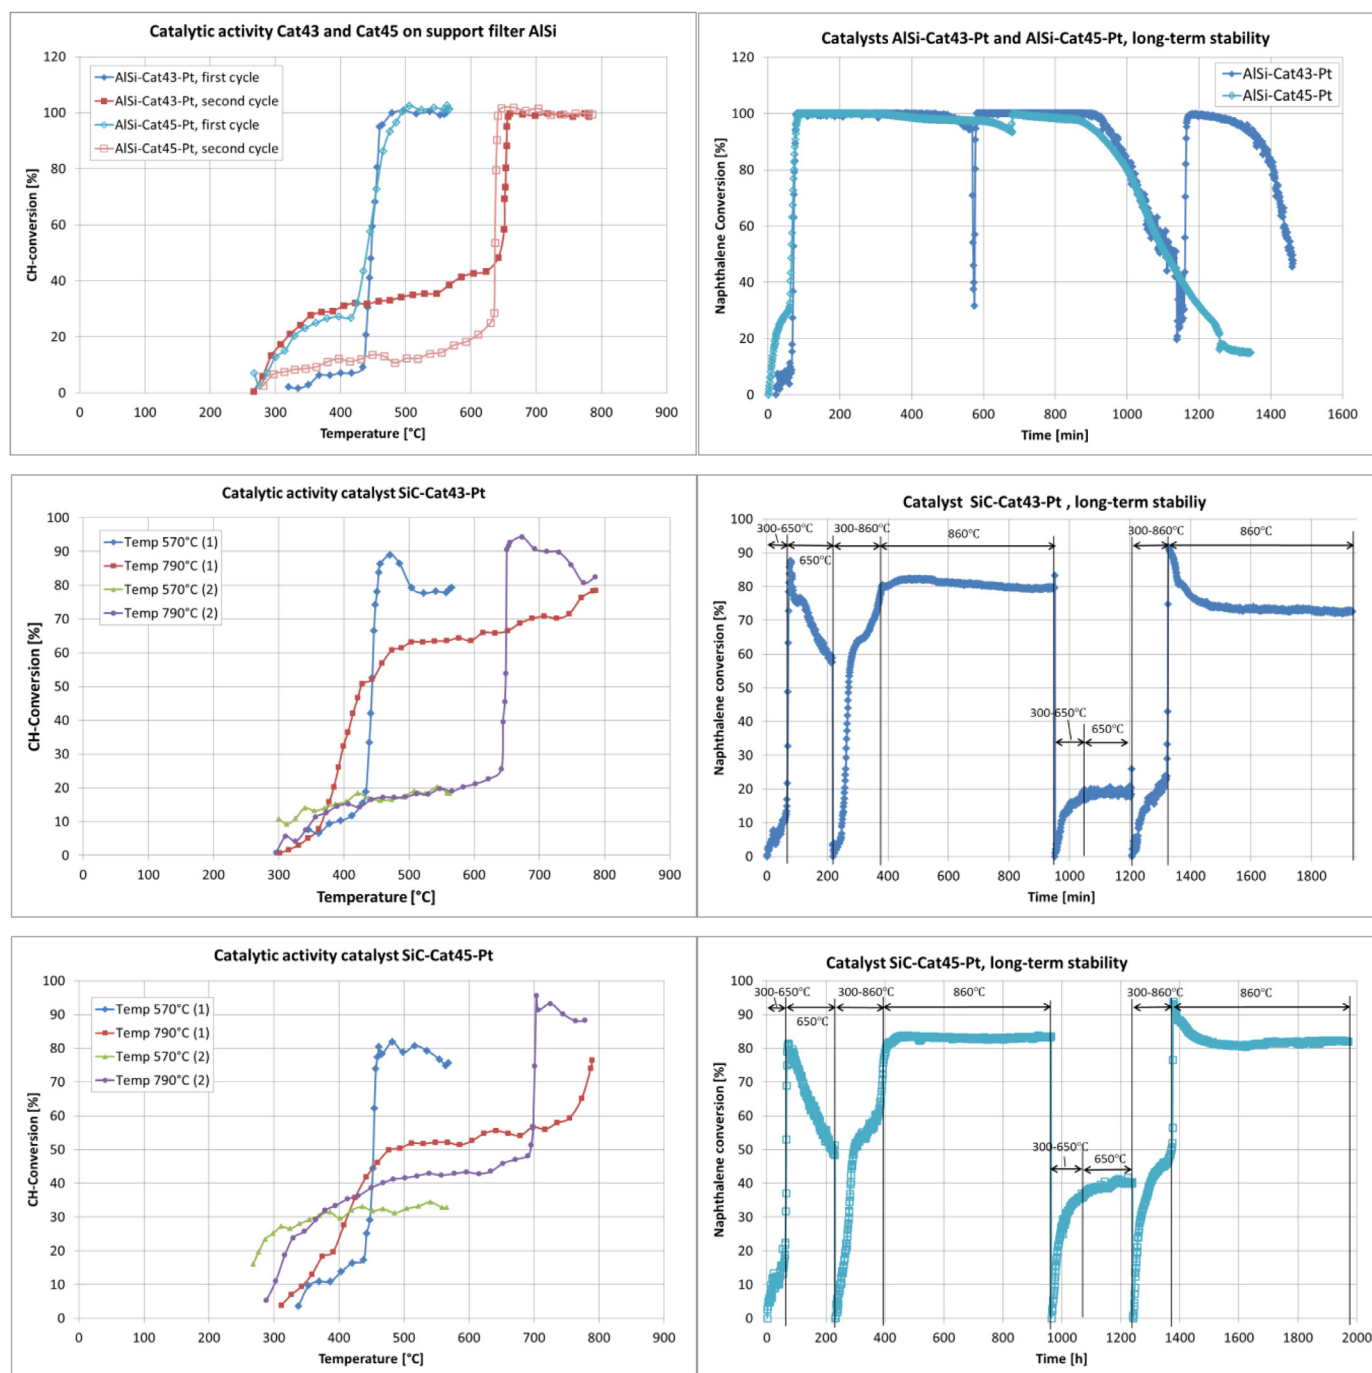 Catalytic activity Cat43 and Cat45 on support filter AlSi
120
100
80
60
40
20
0
CH-conversion [%]
AlSi-Cat43-Pt, first cycle
AlSi-Cat43-Pt, second cycle
AlSi-Cat45-Pt, first cycle
AlSi-Cat45-Pt, second cycle
0 100 200 300 400 500 600 700 800 900
Temperature [°C]
Catalysts AlSi-Cat43-Pt and AlSi-Cat45-Pt, long-term stability
120
100
80
60
40
20
0
Naphthalene Conversion [%]
AlSi-Cat43-Pt
AlSi-Cat45-Pt
0 200 400 600 800 1000 1200 1400 1600
Time [min]
Catalytic activity catalyst SiC-Cat43-Pt
100
90
80
70
60
50
40
30
20
10
0
CH-Conversion [%]
Temp 570°C (1)
Temp 790°C (1)
Temp 570°C (2)
Temp 790°C (2)
0 100 200 300 400 500 600 700 800 900
Temperature [°C]
Catalyst SiC-Cat43-Pt , long-term stabiliy
100
90
80
70
60
50
40
30
20
10
0
Naphthalene conversion [%]
300-650°C 300-860°C 860°C 300-860°C 860°C
650°C
300-650°C 650°C
0 200 400 600 800 1000 1200 1400 1600 1800
Time [min]
Catalytic activity catalyst SiC-Cat45-Pt
100
90
80
70
60
50
40
30
20
10
0
CH-Conversion [%]
Temp 570°C (1)
Temp 790°C (1)
Temp 570°C (2)
Temp 790°C (2)
0 100 200 300 400 500 600 700 800 900
Temperature [°C]
Catalyst SiC-Cat45-Pt, long-term stability
100
90
80
70
60
50
40
30
20
10
0
Naphthalene conversion [%]
300-650°C 300-860°C 860°C 300-860°C 860°C
650°C
300-650°C 650°C
0 200 400 600 800 1000 1200 1400 1600 1800 2000
Time [h]